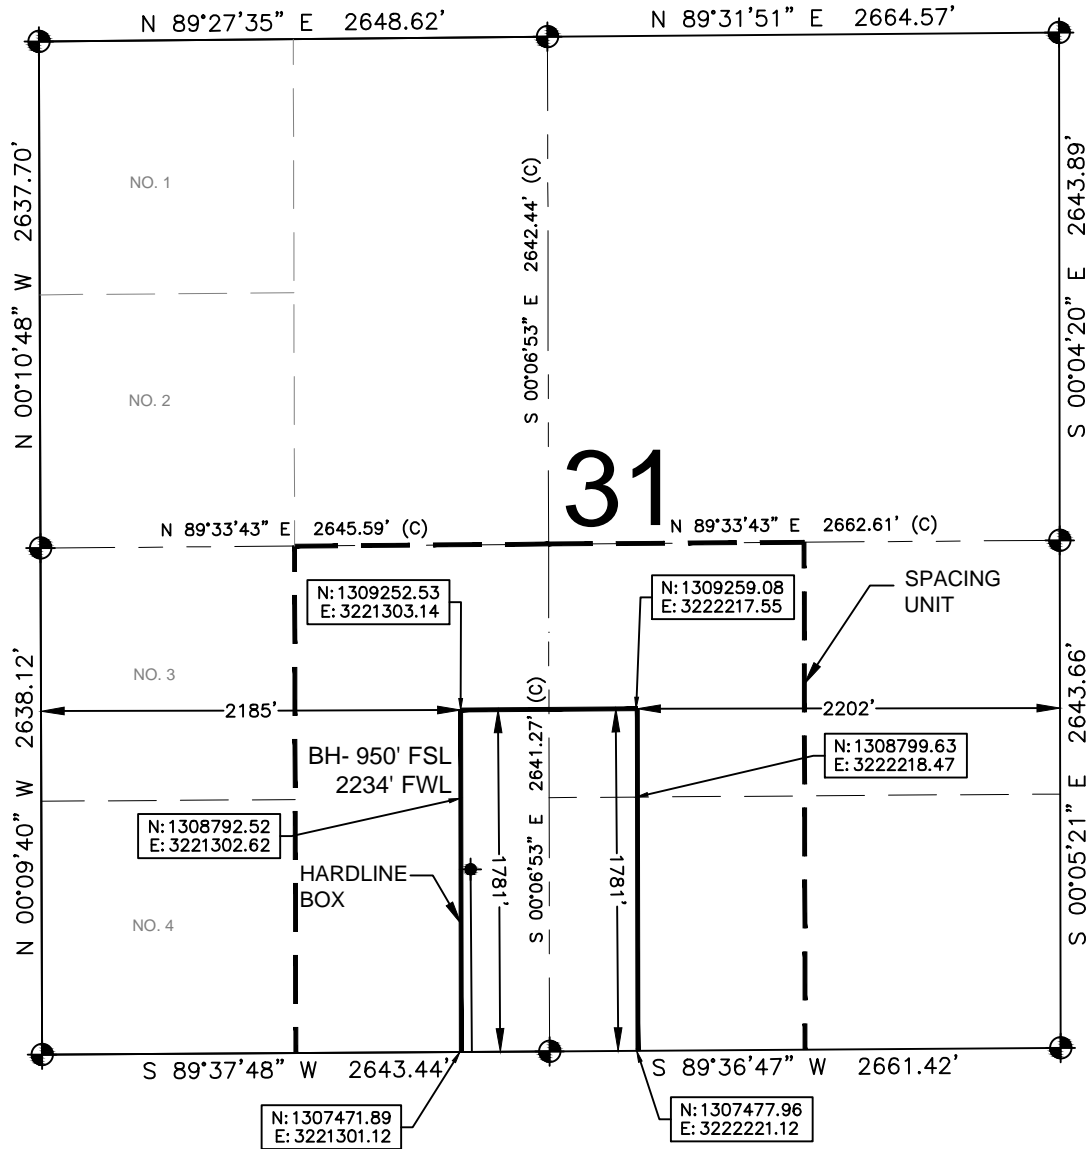 N 89°27'35" E 2648.62'
N 89°31'51" E 2664.57'
N 00°10'48" W 2637.70'
NO. 1
S 00°06'53" E 2642.44' (C)
S 00°04'20" E 2643.89'
NO. 2
31
N 89°33'43" E 2645.59' (C)
N 89°33'43" E 2662.61' (C)
N:1309252.53
E: 3221303.14
N:1309259.08
E: 3222217.55
SPACING
UNIT
N 00°09'40" W 2638.12'
NO. 3
2185'
2202'
S 00°06'53" E 2641.27' (C)
S 00°05'21" E 2643.66'
BH- 950' FSL
2234' FWL
N:1308799.63
E: 3222218.47
N:1308792.52
E: 3221302.62
HARDLINE
BOX
1781'
1781'
NO. 4
S 89°37'48" W 2643.44'
S 89°36'47" W 2661.42'
N:1307471.89
E: 3221301.12
N:1307477.96
E: 3222221.12